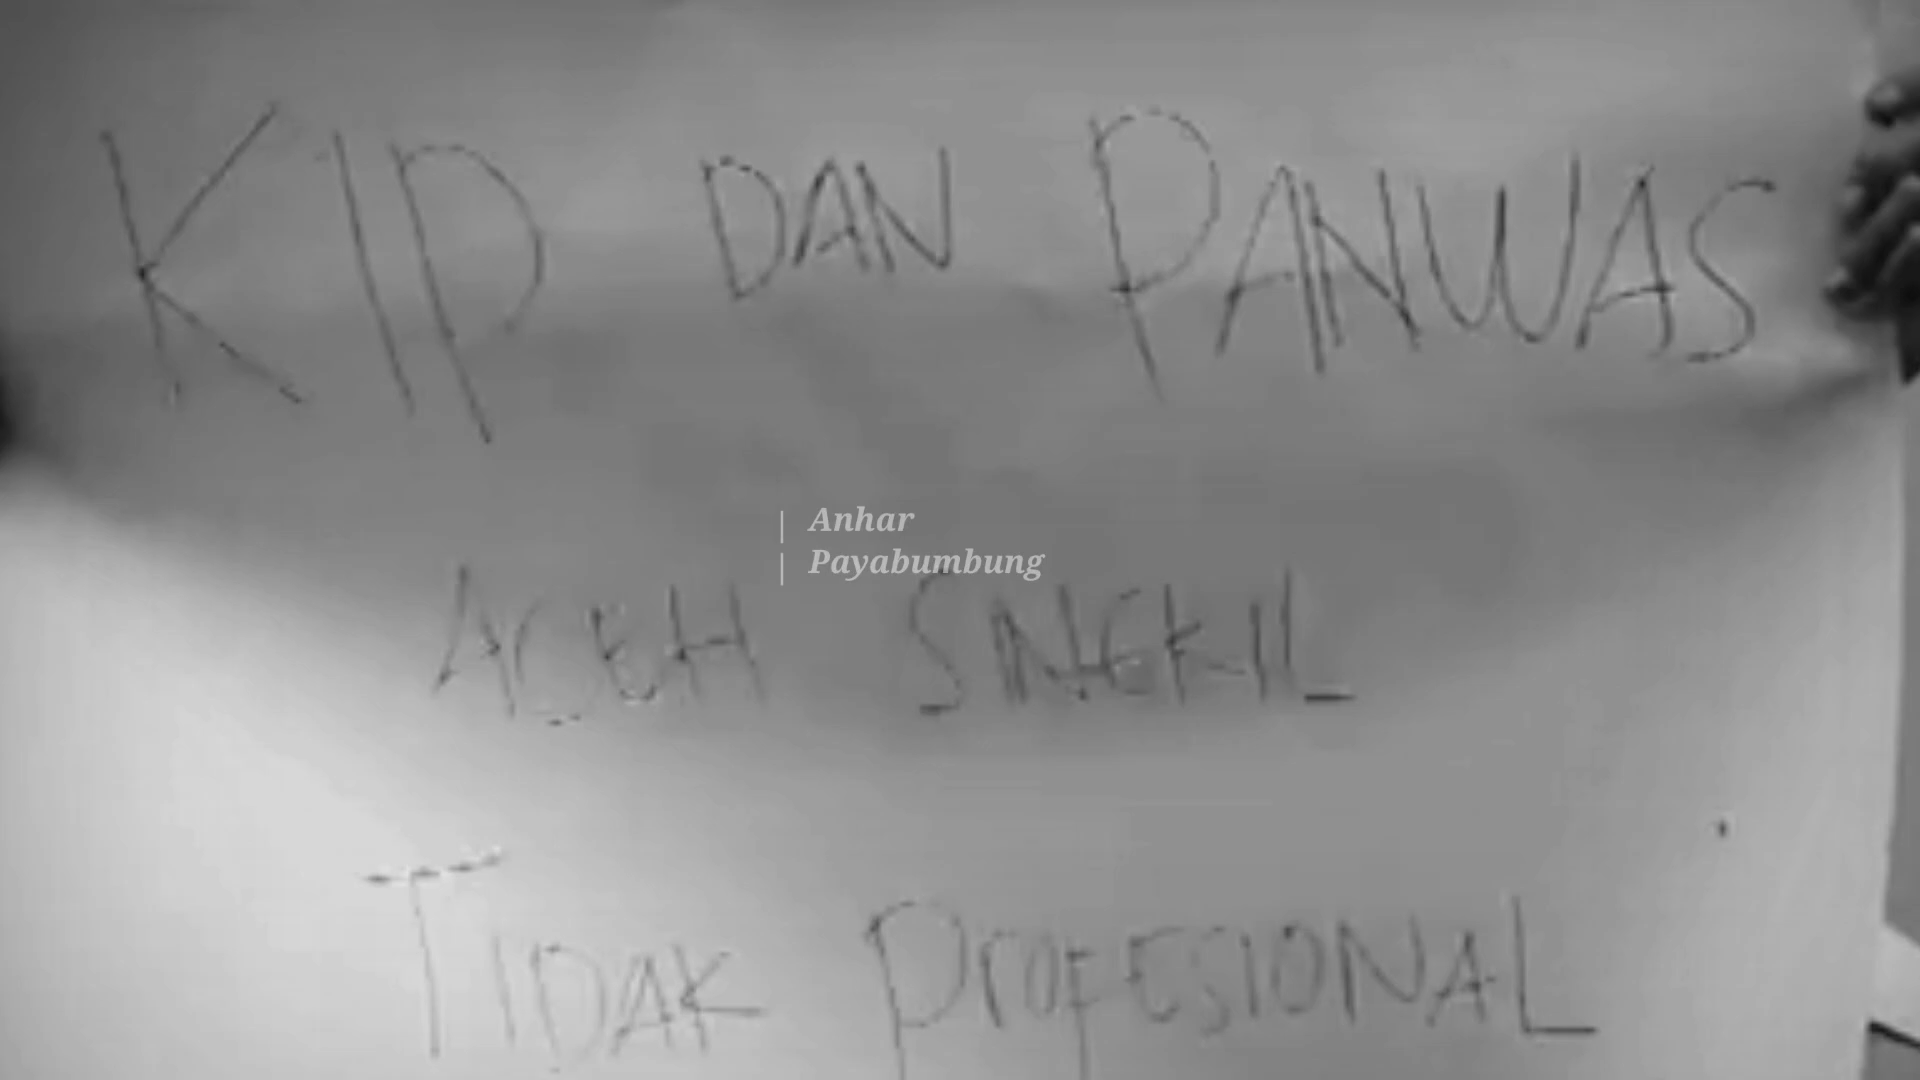 KIP DAN PANWAS
Anhar
Payabumbung
ACEH SINGKIL
TIDAK PROFESIONAL